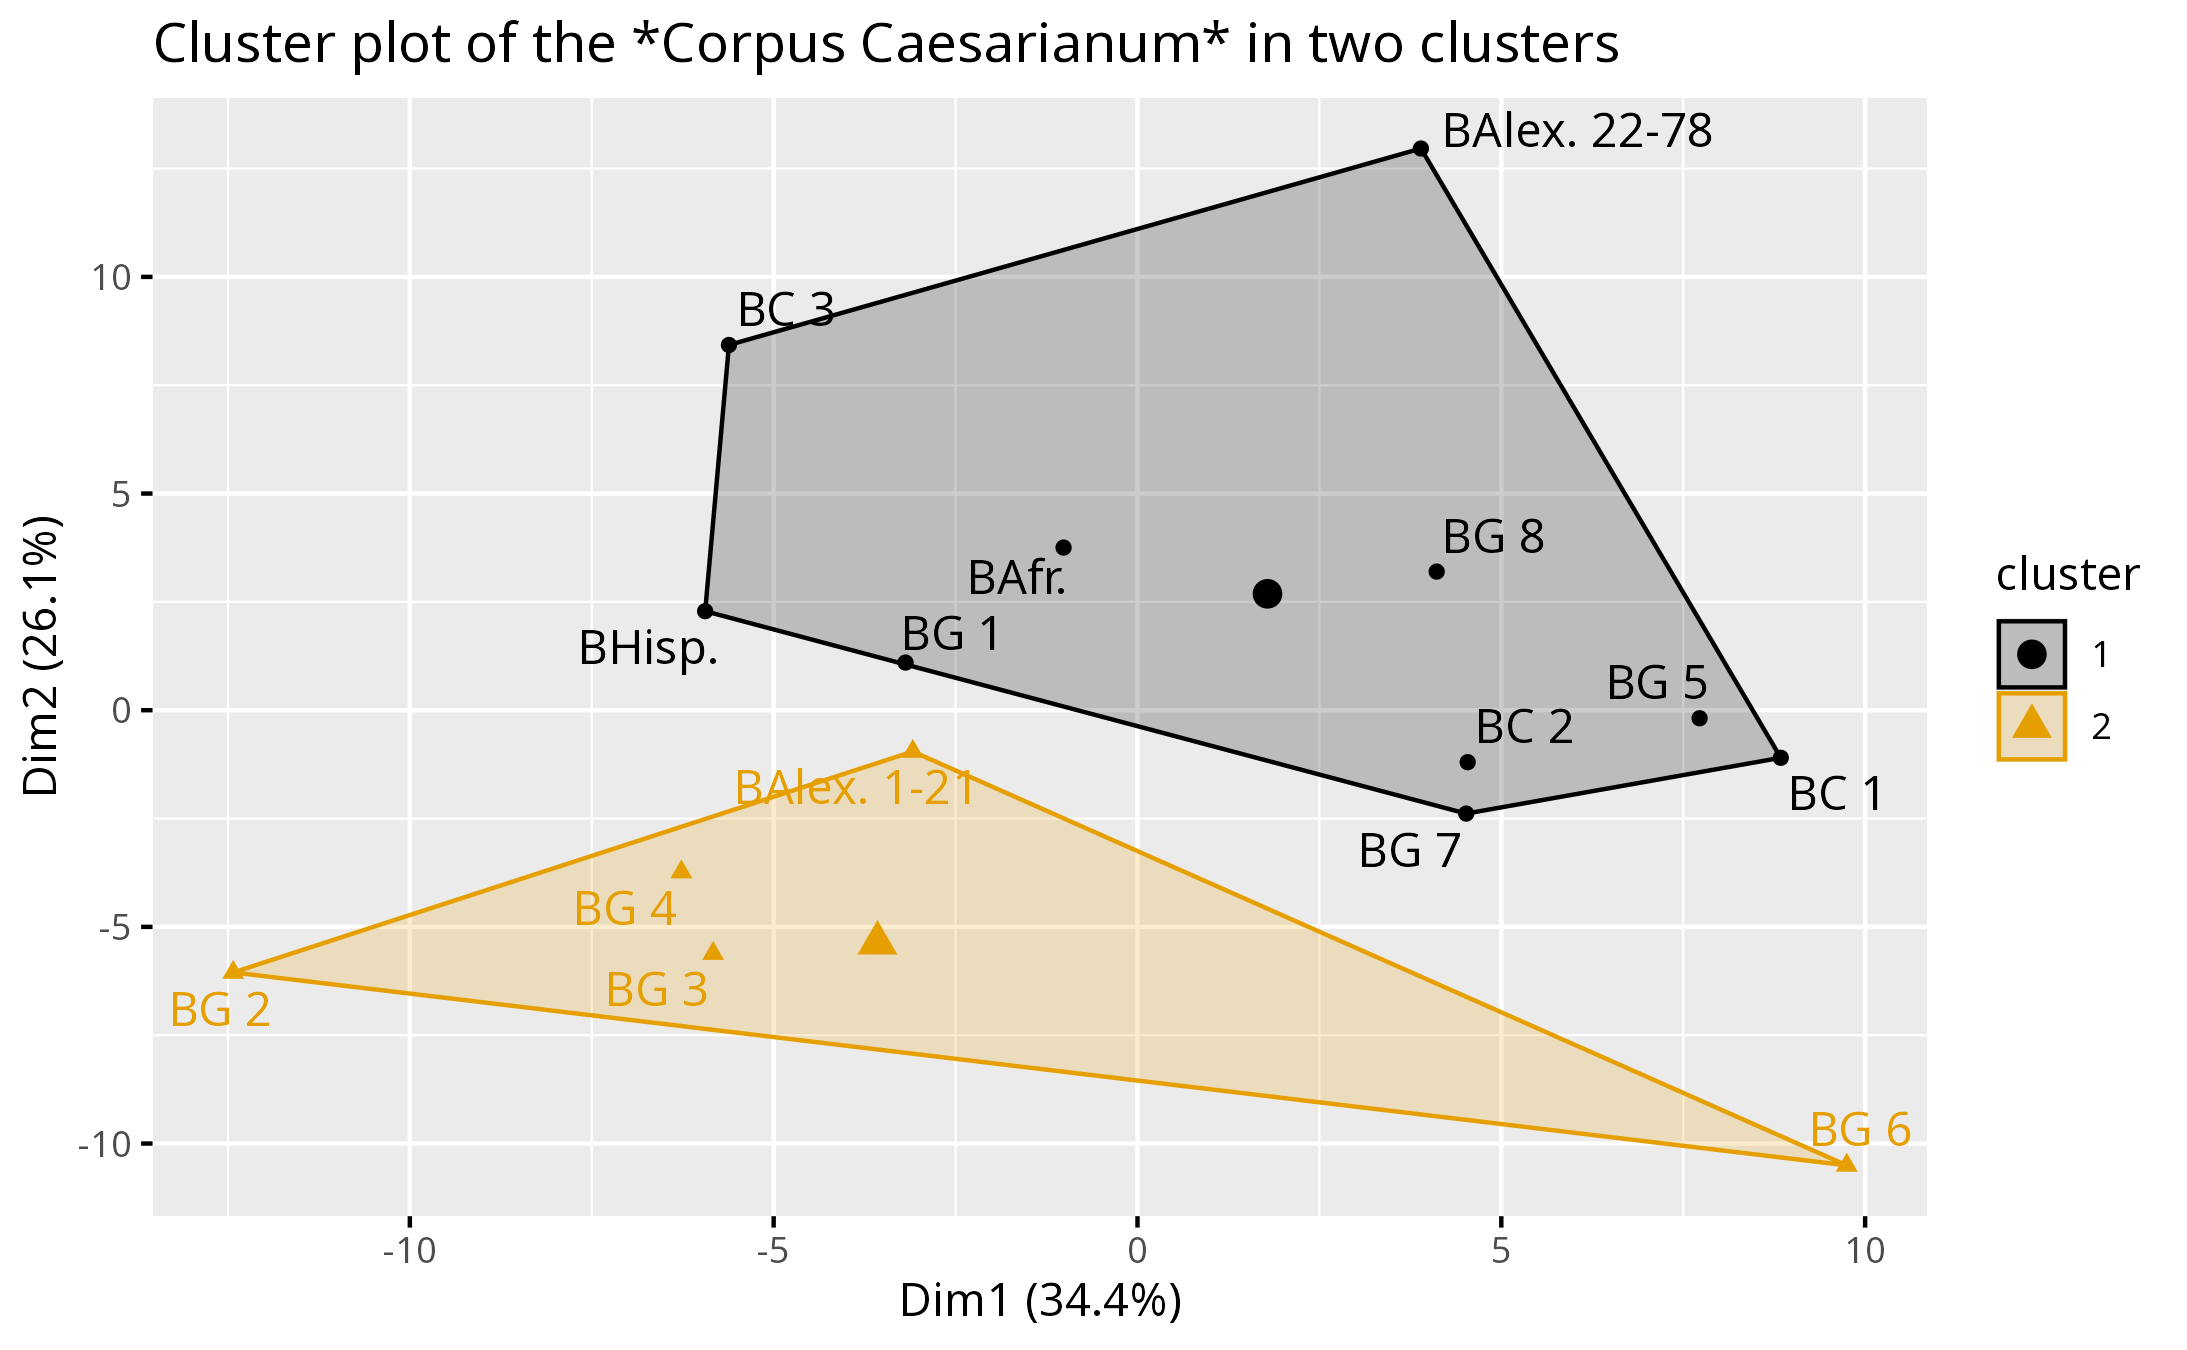 Cluster plot of the *Corpus Caesarianum* in two clusters
BAlex. 22-78
BC 3
BG 8
BAfr.
BG 1
BHisp.
BG 5
BC 2
BC 1
BAlex. 1-21
BG 7
BG 4
BG 3
BG 2
BG 6
10
5
0
-5
-10
-10
-5
0
5
10
Dim1 (34.4%)
Dim2 (26.1%)
cluster
1
2